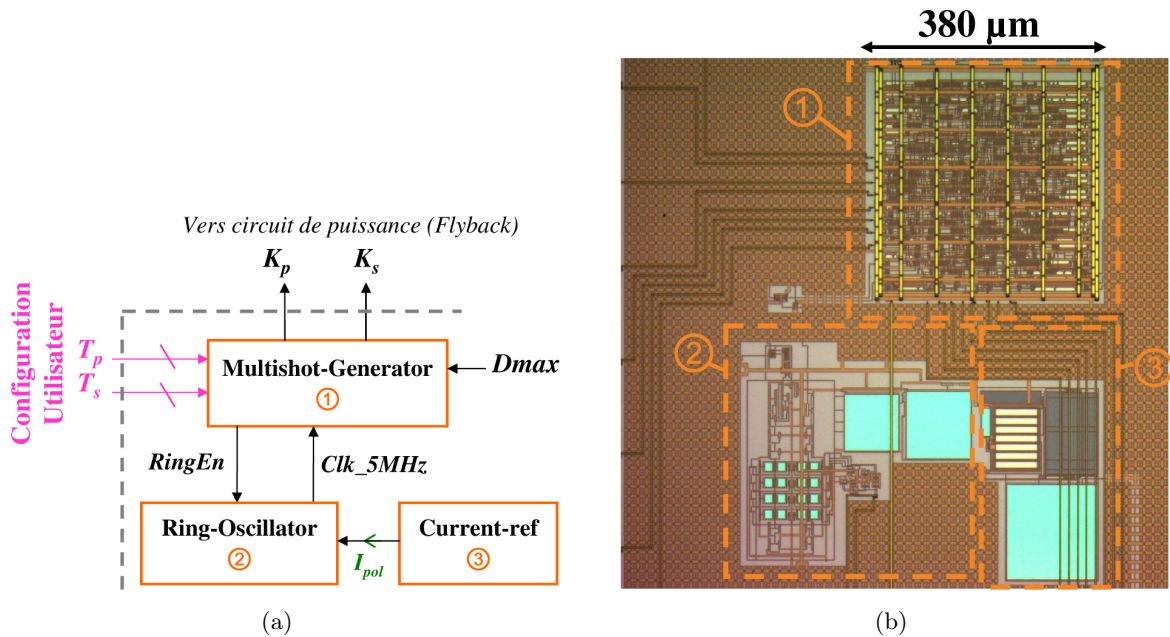 Vers circuit de puissance (Flyback)
K_p K_s
Configuration
Utilisateur
T_p
T_s
Multishot-Generator
①
Dmax
RingEn
Clk_5MHz
Ring-Oscillator
②
I_pol
Current-ref
③
(a)
380 µm
①
②
③
(b)